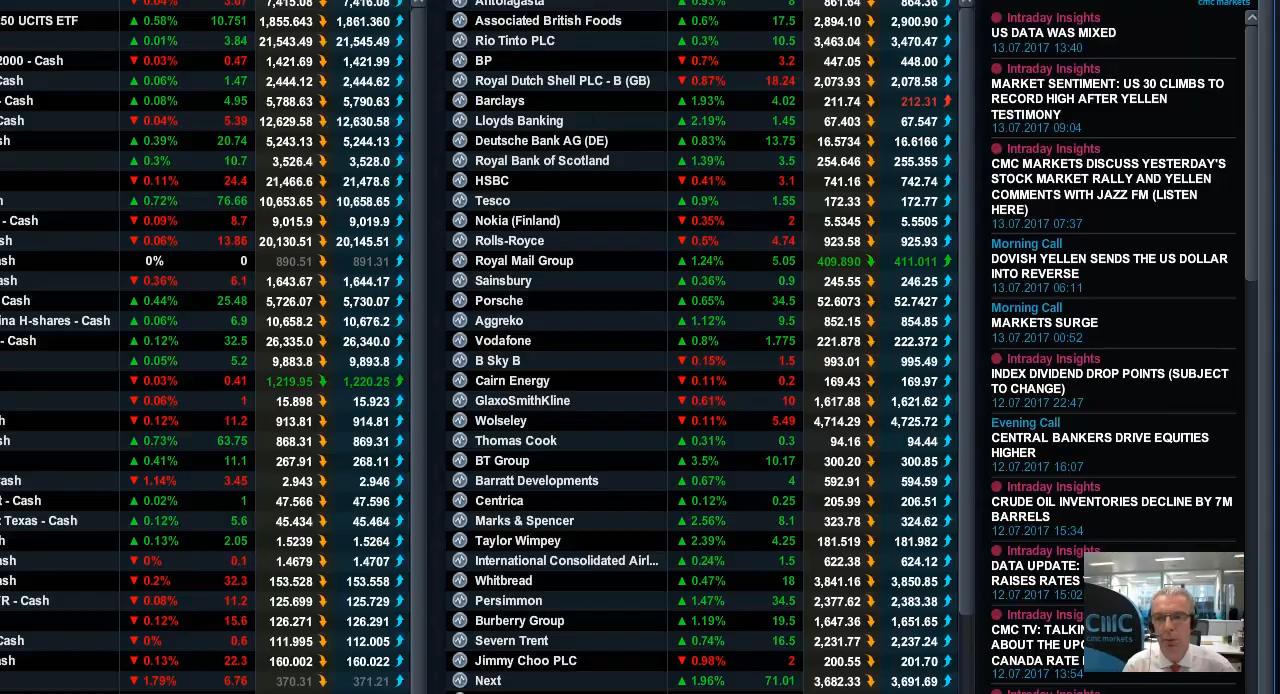 0.04% 3.07 7,415.08 7,416.08
50 UCITS ETF 0.58% 10.751 1,855.643 1,861.360
0.01% 3.84 21,543.49 21,545.49
2000 - Cash 0.03% 0.47 1,421.69 1,421.99
Cash 0.06% 1.47 2,444.12 2,444.62
- Cash 0.08% 4.95 5,788.63 5,790.63
Cash 0.04% 5.39 12,629.58 12,630.58
sh 0.39% 20.74 5,243.13 5,244.13
0.3% 10.7 3,526.4 3,528.0
0.11% 24.4 21,466.6 21,478.6
h 0.72% 76.66 10,653.65 10,658.65
- Cash 0.09% 8.7 9,015.9 9,019.9
sh 0.06% 13.86 20,130.51 20,145.51
ash 0% 0 890.51 891.31
sh 0.36% 6.1 1,643.67 1,644.17
Cash 0.44% 25.48 5,726.07 5,730.07
ina H-shares - Cash 0.06% 6.9 10,658.2 10,676.2
- Cash 0.12% 32.5 26,335.0 26,340.0
0.05% 5.2 9,883.8 9,893.8
0.03% 0.41 1,219.95 1,220.25
0.06% 1 15.898 15.923
h 0.12% 11.2 913.81 914.81
sh 0.73% 63.75 868.31 869.31
0.41% 11.1 267.91 268.11
ash 1.14% 3.45 2.943 2.946
t - Cash 0.02% 1 47.566 47.596
t Texas - Cash 0.12% 5.6 45.434 45.464
ash 0.13% 2.05 1.5239 1.5264
sh 0% 0.1 1.4679 1.4707
ash 0.2% 32.3 153.528 153.558
YR - Cash 0.08% 11.2 125.699 125.729
0.12% 15.6 126.271 126.291
Cash 0% 0.6 111.995 112.005
ash 0.13% 22.3 160.002 160.022
1.79% 6.76 370.31 371.21
Antofagasta 0.93% 8 861.64 864.36
Associated British Foods 0.6% 17.5 2,894.10 2,900.90
Rio Tinto PLC 0.3% 10.5 3,463.04 3,470.47
BP 0.7% 3.2 447.05 448.00
Royal Dutch Shell PLC - B (GB) 0.87% 18.24 2,073.93 2,078.58
Barclays 1.93% 4.02 211.74 212.31
Lloyds Banking 2.19% 1.45 67.403 67.547
Deutsche Bank AG (DE) 0.83% 13.75 16.5734 16.6166
Royal Bank of Scotland 1.39% 3.5 254.646 255.355
HSBC 0.41% 3.1 741.16 742.74
Tesco 0.9% 1.55 172.33 172.77
Nokia (Finland) 0.35% 2 5.5345 5.5505
Rolls-Royce 0.5% 4.74 923.58 925.93
Royal Mail Group 1.24% 5.05 409.890 411.011
Sainsbury 0.36% 0.9 245.55 246.25
Porsche 0.65% 34.5 52.6073 52.7427
Aggreko 1.12% 9.5 852.15 854.85
Vodafone 0.8% 1.775 221.878 222.372
B Sky B 0.15% 1.5 993.01 995.49
Cairn Energy 0.11% 0.2 169.43 169.97
GlaxoSmithKline 0.61% 10 1,617.88 1,621.62
Wolseley 0.11% 5.49 4,714.29 4,725.72
Thomas Cook 0.31% 0.3 94.16 94.44
BT Group 3.5% 10.17 300.20 300.85
Barratt Developments 0.67% 4 592.91 594.59
Centrica 0.12% 0.25 205.99 206.51
Marks & Spencer 2.56% 8.1 323.78 324.62
Taylor Wimpey 2.39% 4.25 181.519 181.982
International Consolidated Airl... 0.24% 1.5 622.38 624.12
Whitbread 0.47% 18 3,841.16 3,850.85
Persimmon 1.47% 34.5 2,377.62 2,383.38
Burberry Group 1.19% 19.5 1,647.36 1,651.65
Severn Trent 0.74% 16.5 2,231.77 2,237.24
Jimmy Choo PLC 0.98% 2 200.55 201.70
Next 1.96% 71.01 3,682.33 3,691.69
cmc markets
Intraday Insights
US DATA WAS MIXED
13.07.2017 13:40
Intraday Insights
MARKET SENTIMENT: US 30 CLIMBS TO
RECORD HIGH AFTER YELLEN
TESTIMONY
13.07.2017 09:04
Intraday Insights
CMC MARKETS DISCUSS YESTERDAY'S
STOCK MARKET RALLY AND YELLEN
COMMENTS WITH JAZZ FM (LISTEN
HERE)
13.07.2017 07:37
Morning Call
DOVISH YELLEN SENDS THE US DOLLAR
INTO REVERSE
13.07.2017 06:11
Morning Call
MARKETS SURGE
13.07.2017 00:52
Intraday Insights
INDEX DIVIDEND DROP POINTS (SUBJECT
TO CHANGE)
12.07.2017 22:47
Evening Call
CENTRAL BANKERS DRIVE EQUITIES
HIGHER
12.07.2017 16:07
Intraday Insights
CRUDE OIL INVENTORIES DECLINE BY 7M
BARRELS
12.07.2017 15:34
Intraday Insights
DATA UPDATE:
RAISES RATES
12.07.2017 15:02
Intraday Insights
CMC TV: TALKIN
ABOUT THE UPC
CANADA RATE
12.07.2017 13:54
CMC
cmc markets